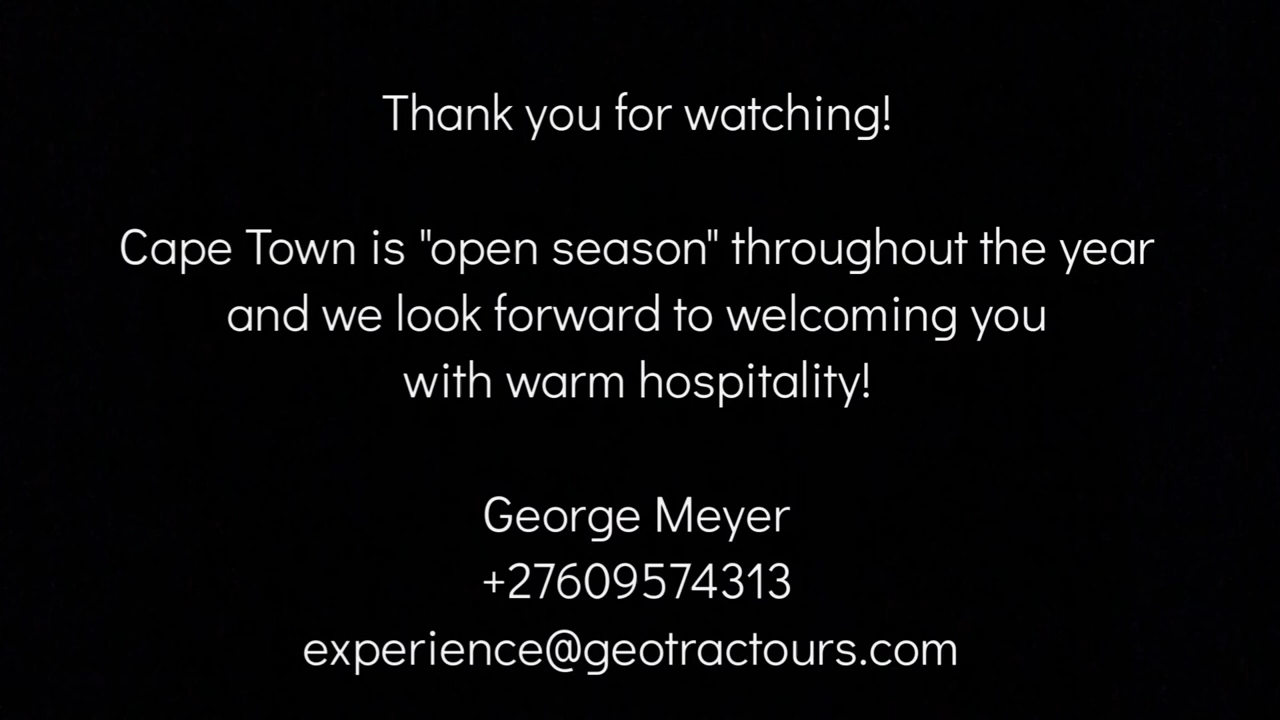 Thank you for watching!
Cape Town is "open season" throughout the year
and we look forward to welcoming you
with warm hospitality!
George Meyer
+27609574313
experience@geotractours.com